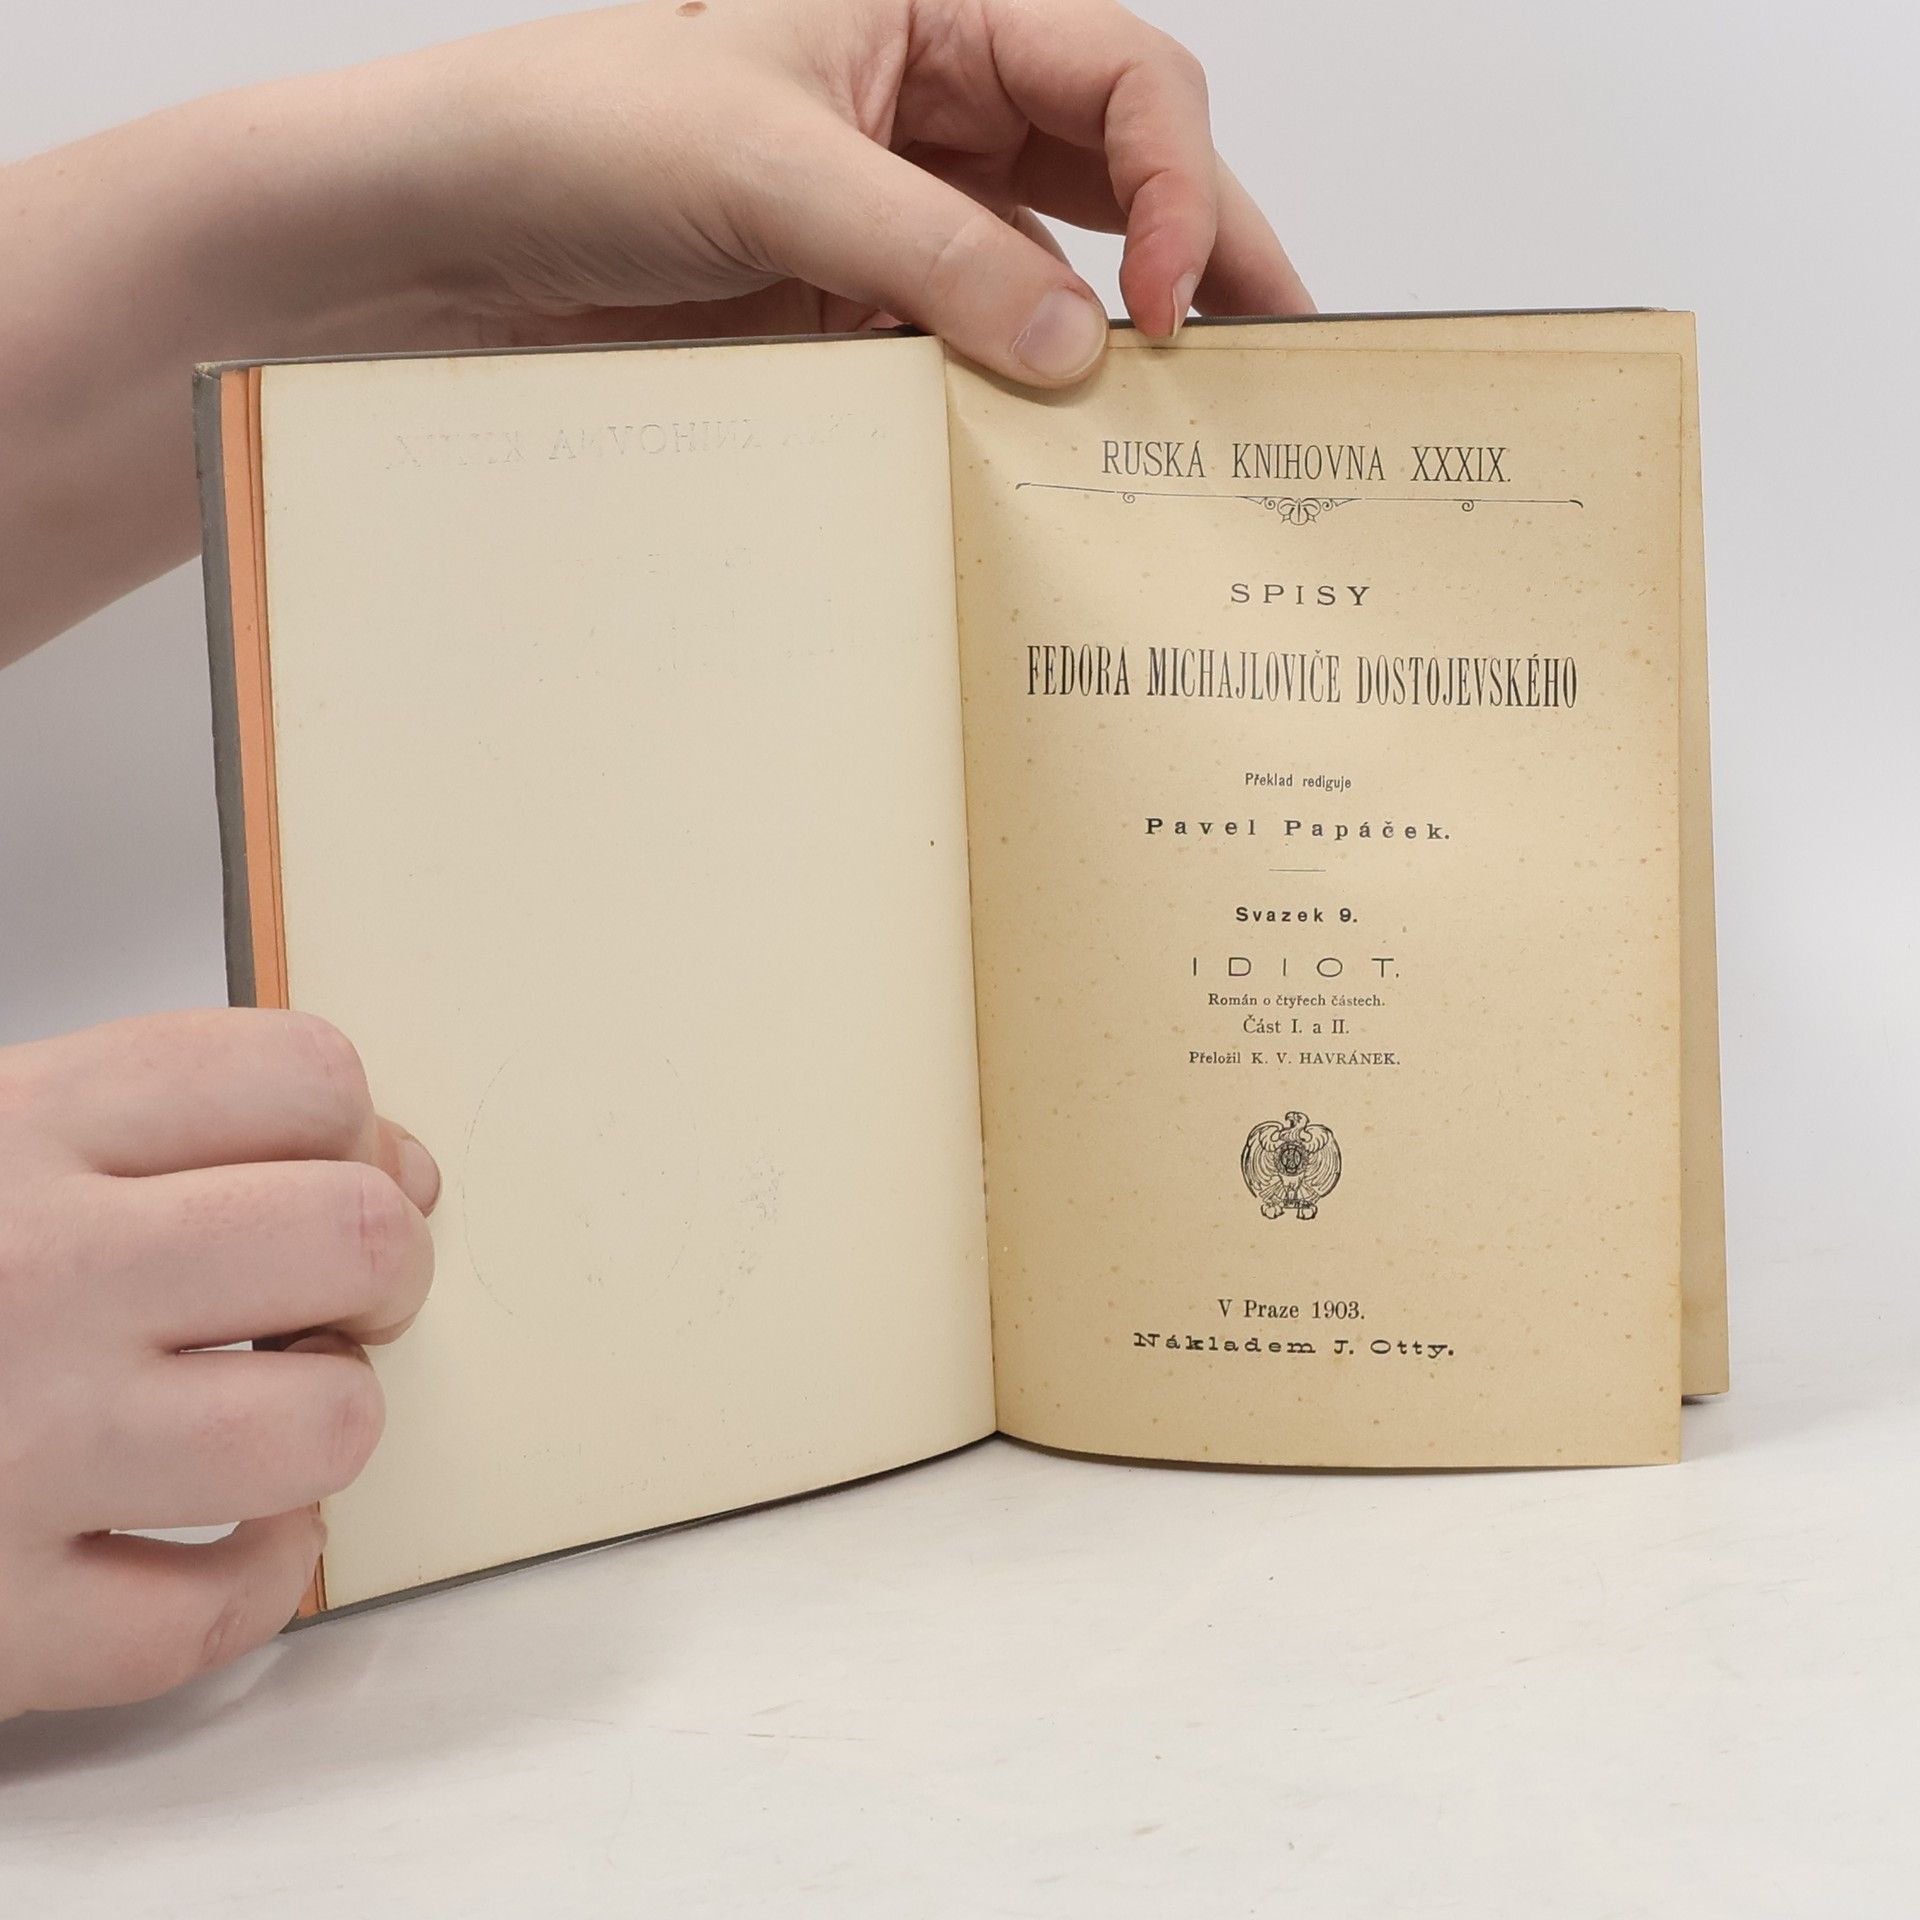 RUSKÁ KNIHOVNA XXXIX.
SPISY
FEDORA MICHAJLOVIČE DOSTOJEVSKÉHO
Překlad rediguje
Pavel Papáček.
Svazek 9.
IDIOT.
Román o čtyřech částech.
Část I. a II.
Přeložil K. V. HAVRÁNEK.
V Praze 1903.
Nákladem J. Otty.